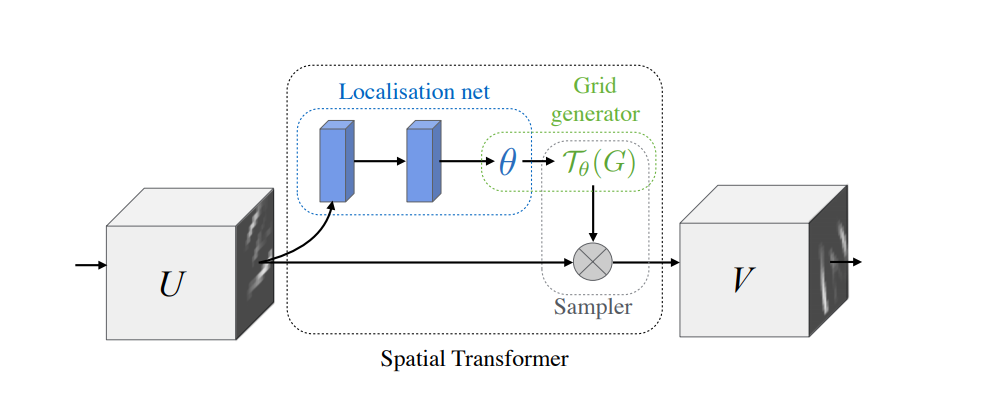 Localisation net
Grid
generator
θ
𝒯θ(G)
U
V
Sampler
Spatial Transformer